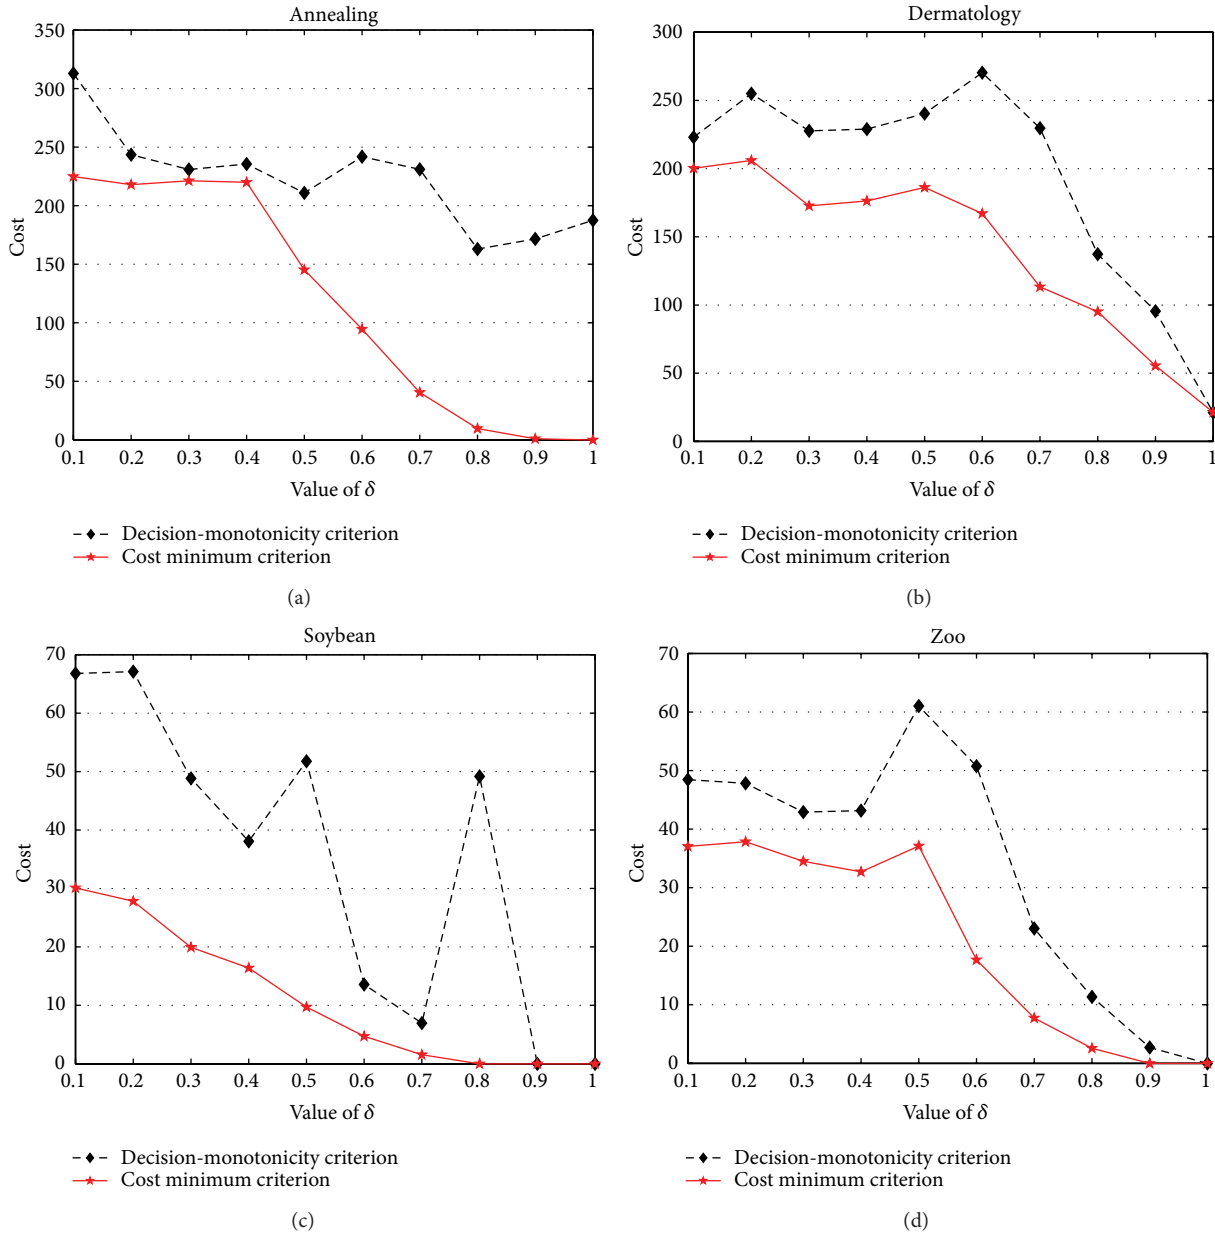 Annealing
350
300
250
200
150
100
50
0
Cost
0.1 0.2 0.3 0.4 0.5 0.6 0.7 0.8 0.9 1
Value of δ
Decision-monotonicity criterion
Cost minimum criterion
(a)
Dermatology
300
250
200
150
100
50
0
Cost
0.1 0.2 0.3 0.4 0.5 0.6 0.7 0.8 0.9 1
Value of δ
Decision-monotonicity criterion
Cost minimum criterion
(b)
Soybean
70
60
50
40
30
20
10
0
Cost
0.1 0.2 0.3 0.4 0.5 0.6 0.7 0.8 0.9 1
Value of δ
Decision-monotonicity criterion
Cost minimum criterion
(c)
Zoo
70
60
50
40
30
20
10
0
Cost
0.1 0.2 0.3 0.4 0.5 0.6 0.7 0.8 0.9 1
Value of δ
Decision-monotonicity criterion
Cost minimum criterion
(d)